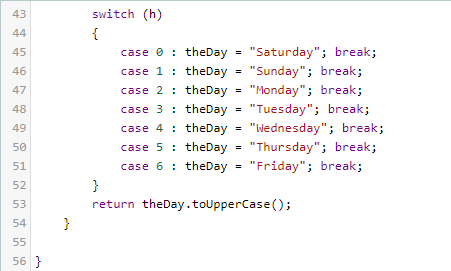 43        switch (h)
44        {
45            case 0 : theDay = "Saturday"; break;
46            case 1 : theDay = "Sunday"; break;
47            case 2 : theDay = "Monday"; break;
48            case 3 : theDay = "Tuesday"; break;
49            case 4 : theDay = "Wednesday"; break;
50            case 5 : theDay = "Thursday"; break;
51            case 6 : theDay = "Friday"; break;
52        }
53        return theDay.toUpperCase();
54    }
55
56 }